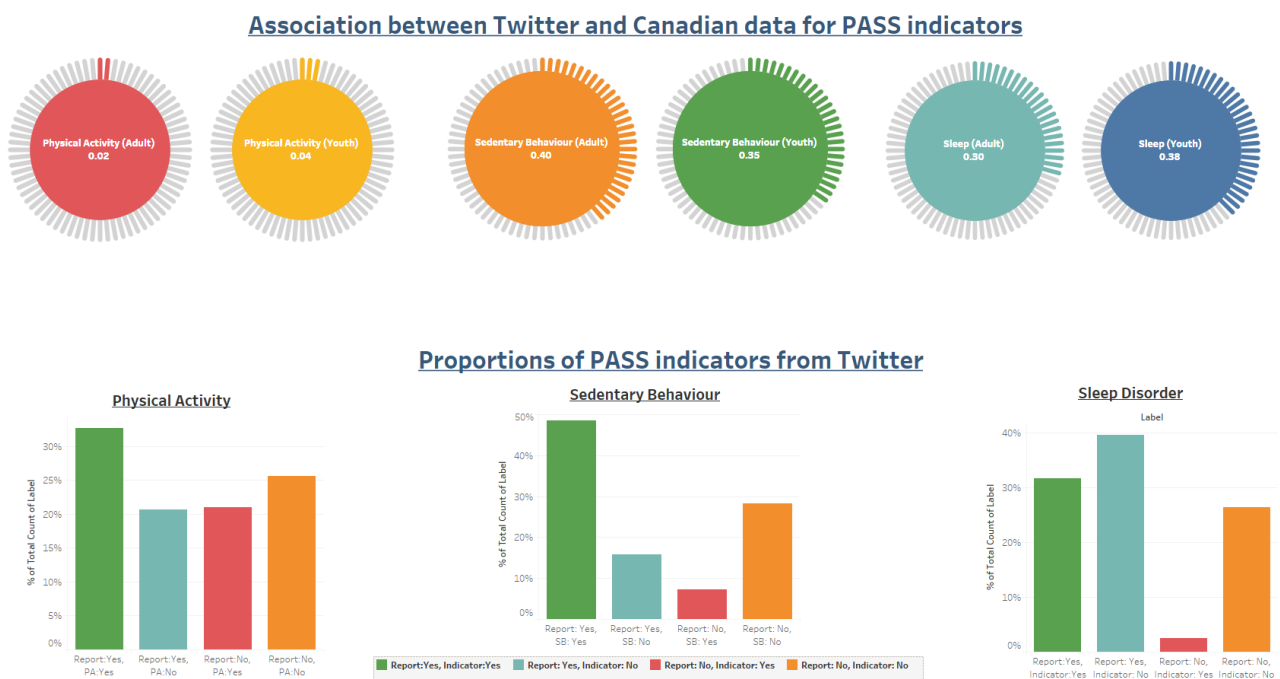 Association between Twitter and Canadian data for PASS indicators
Physical Activity (Adult)
0.02
Physical Activity (Youth)
0.04
Sedentary Behaviour (Adult)
0.40
Sedentary Behaviour (Youth)
0.35
Sleep (Adult)
0.30
Sleep (Youth)
0.38
Proportions of PASS indicators from Twitter
Physical Activity
% of Total Count of Label
30%
25%
20%
15%
10%
5%
0%
Report:Yes,
PA:Yes
Report:Yes,
PA:No
Report:No,
PA:Yes
Report:No,
PA:No
Sedentary Behaviour
% of Total Count of Label
50%
40%
30%
20%
10%
0%
Report: Yes,
SB: Yes
Report: Yes,
SB: No
Report: No,
SB: Yes
Report: No,
SB: No
Sleep Disorder
Label
% of Total Count of Label
40%
30%
20%
10%
0%
Report:Yes,
Indicator:Yes
Report: Yes,
Indicator: No
Report: No,
Indicator: Yes
Report: No,
Indicator: No
Report:Yes, Indicator:Yes
Report: Yes, Indicator: No
Report: No, Indicator: Yes
Report: No, Indicator: No